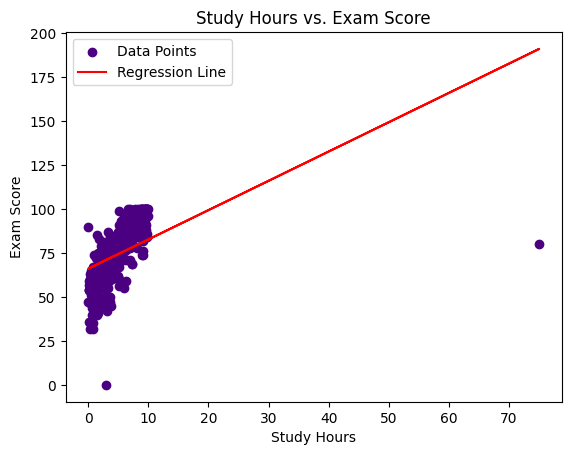 Study Hours vs. Exam Score
Data Points
Regression Line
200
175
150
125
100
75
50
25
0
Exam Score
0 10 20 30 40 50 60 70
Study Hours